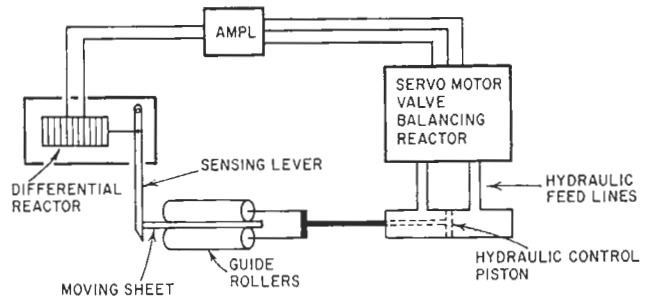 AMPL
SERVO MOTOR
VALVE
BALANCING
REACTOR
SENSING LEVER
DIFFERENTIAL
REACTOR
HYDRAULIC
FEED LINES
GUIDE
ROLLERS
HYDRAULIC CONTROL
PISTON
MOVING SHEET